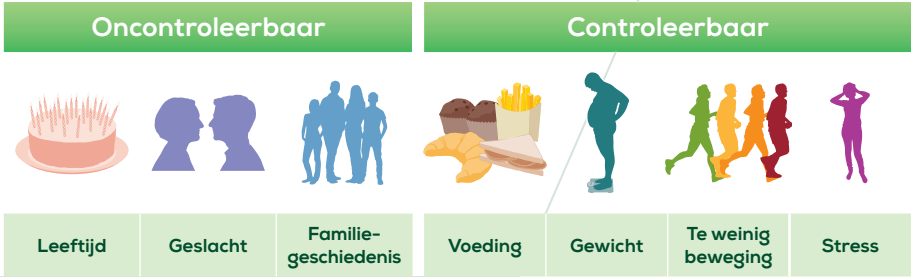 Oncontroleerbaar
Controleerbaar
Leeftijd
Geslacht
Familie-
geschiedenis
Voeding
Gewicht
Te weinig
beweging
Stress